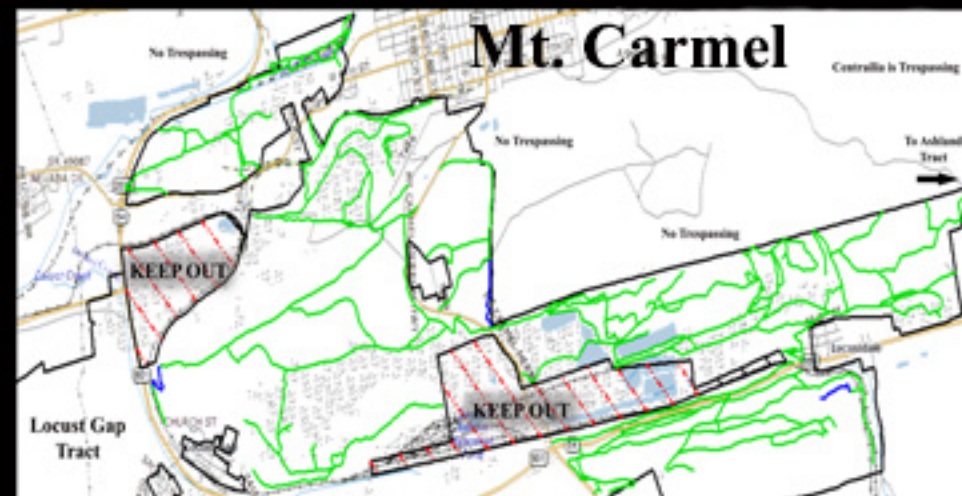 Mt. Carmel
No Trespassing
Centrallia is Trespassing
No Trespassing
To Ashland
Tract
No Trespassing
KEEP OUT
KEEP OUT
Locust Gap
Tract
CHURCH ST